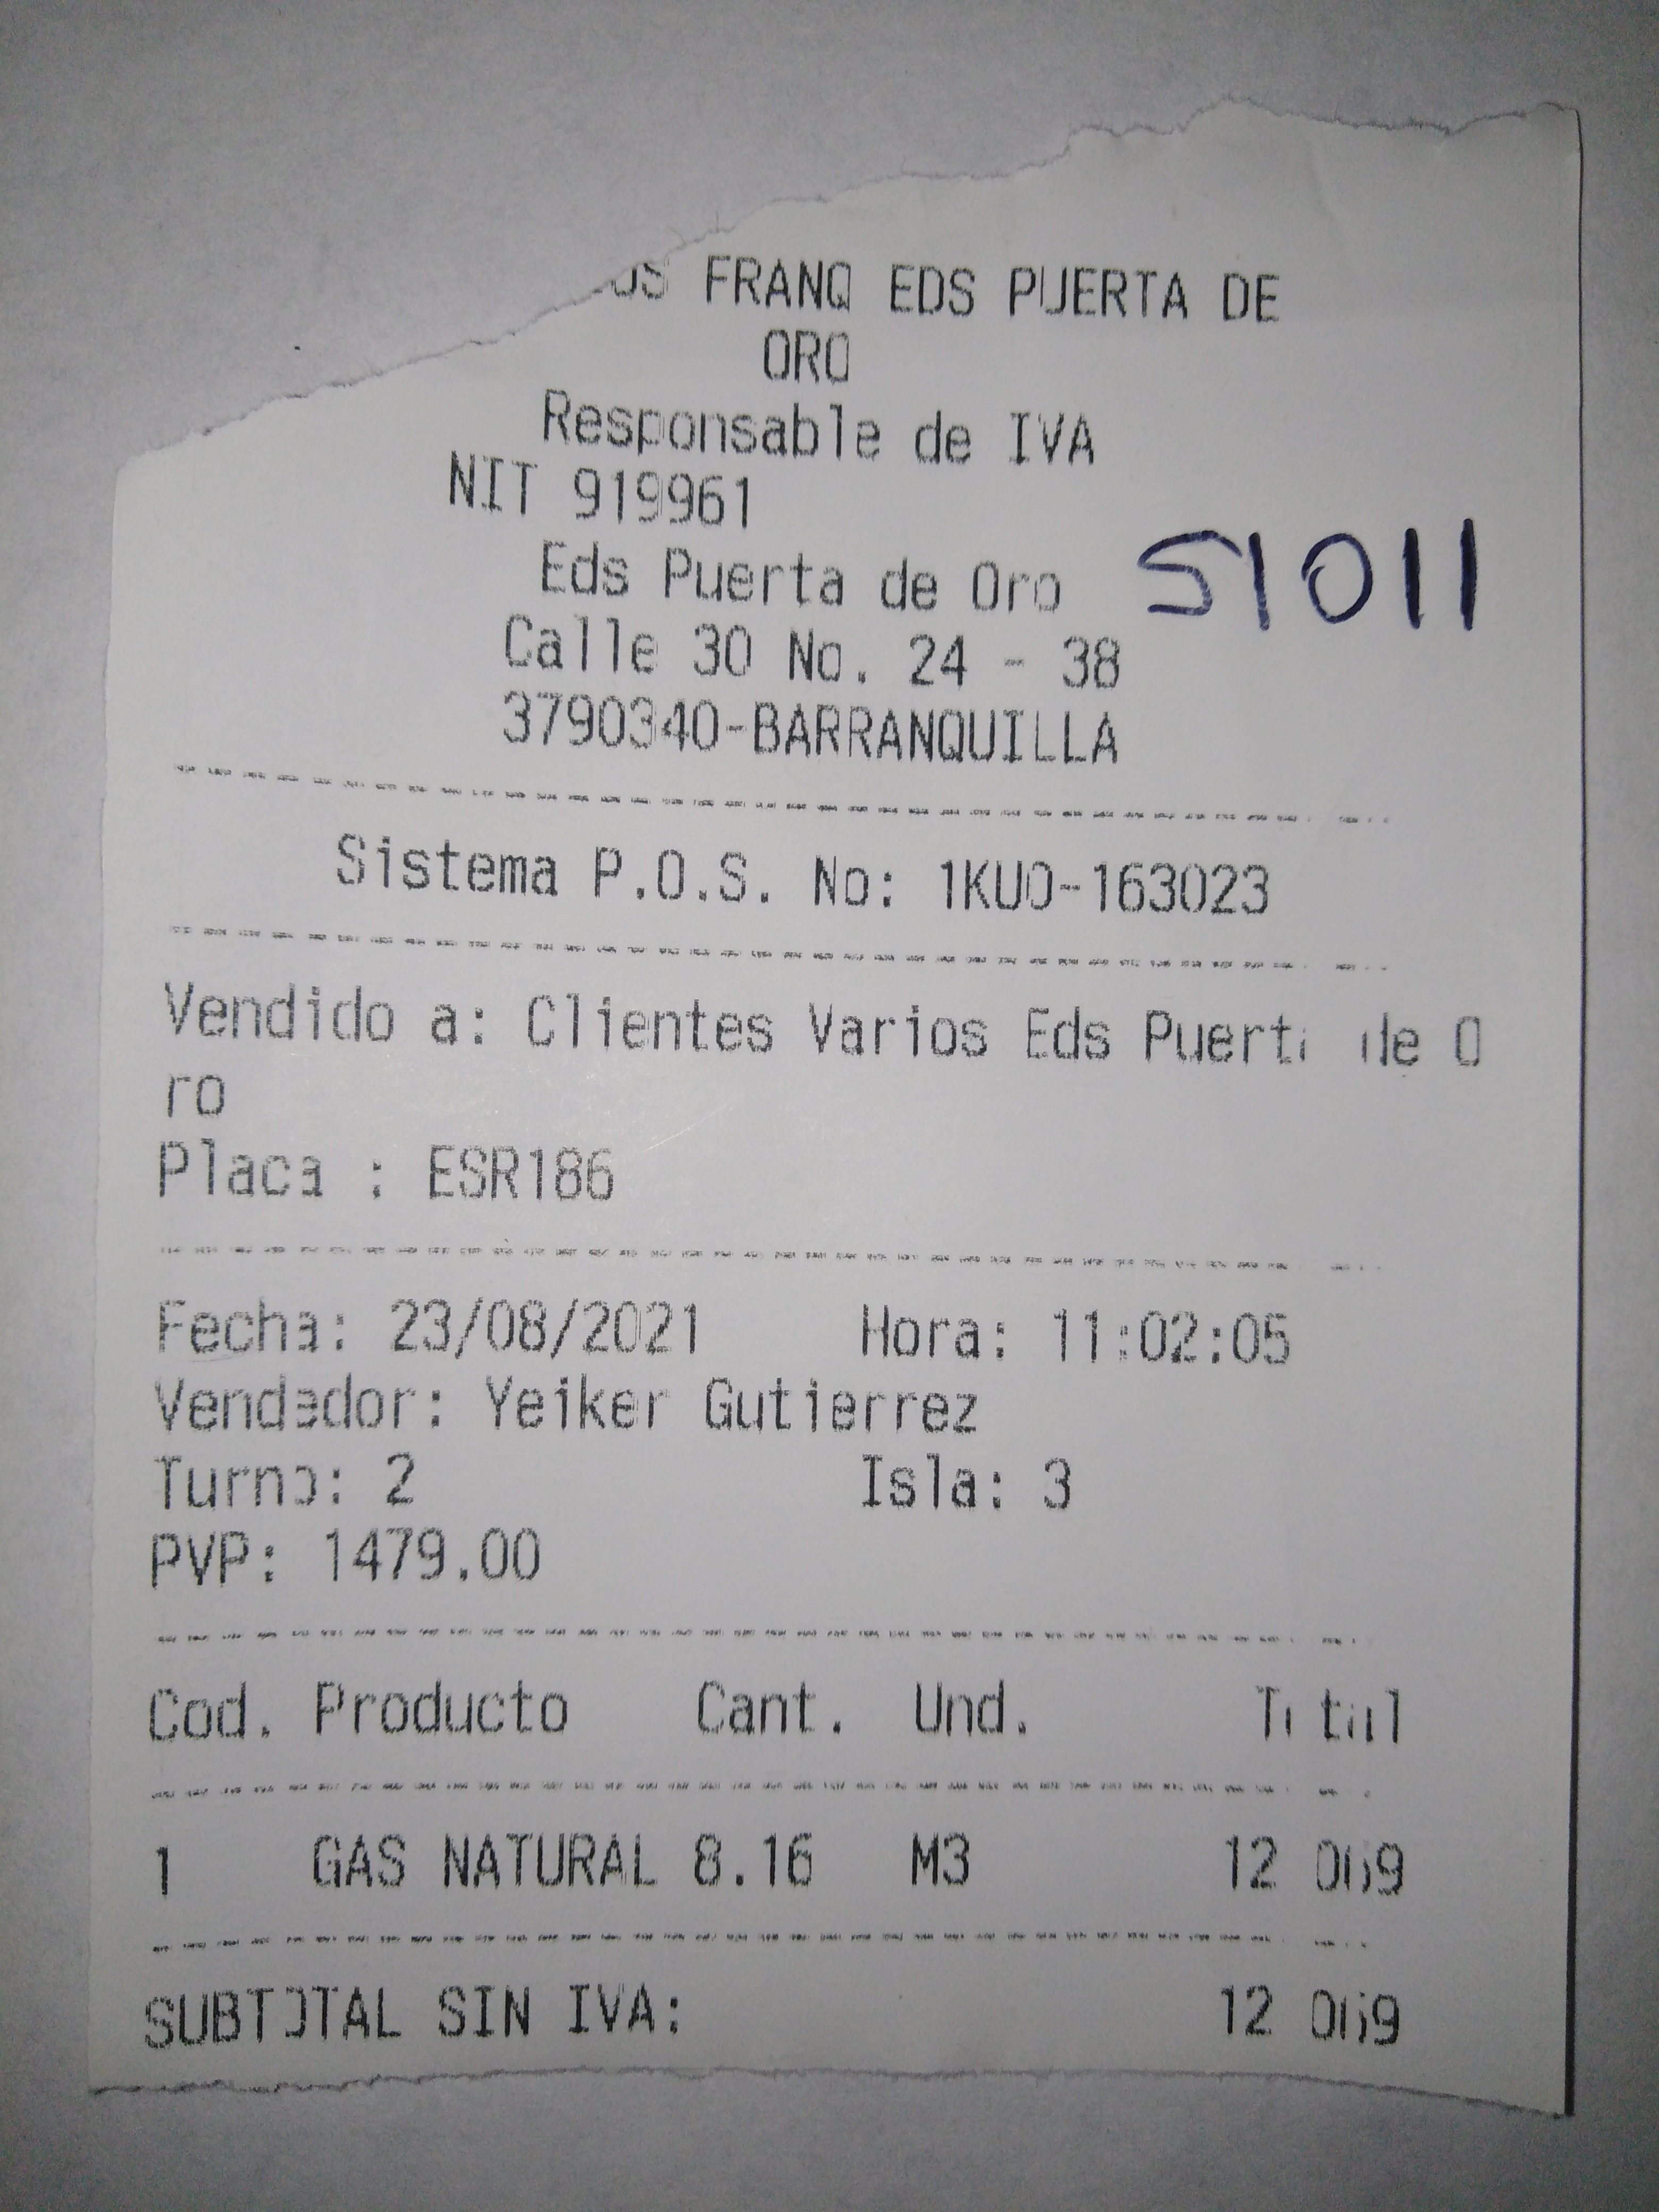 FRANQ EDS PUERTA DE
ORO
Responsable de IVA
NIT 919961
Eds Puerta de Oro
51011
Calle 30 No. 24 - 38
3790340-BARRANQUILLA
Sistema P.O.S. No: 1KUO-163023
Vendido a: Clientes Varios Eds Puerta de O
ro
Placa : ESR186
Fecha: 23/08/2021 Hora: 11:02:05
Vendedor: Yeiker Gutierrez
Turno: 2 Isla: 3
PVP: 1479.00
Cod. Producto Cant. Und. Total
1 GAS NATURAL 8.16 M3 12 069
SUBTOTAL SIN IVA: 12 069